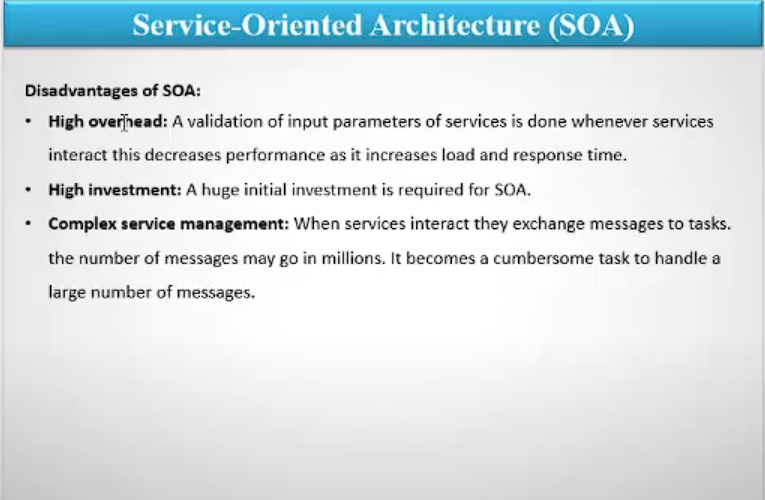 Service-Oriented Architecture (SOA)
Disadvantages of SOA:
• High overhead: A validation of input parameters of services is done whenever services
interact this decreases performance as it increases load and response time.
• High investment: A huge initial investment is required for SOA.
• Complex service management: When services interact they exchange messages to tasks.
the number of messages may go in millions. It becomes a cumbersome task to handle a
large number of messages.